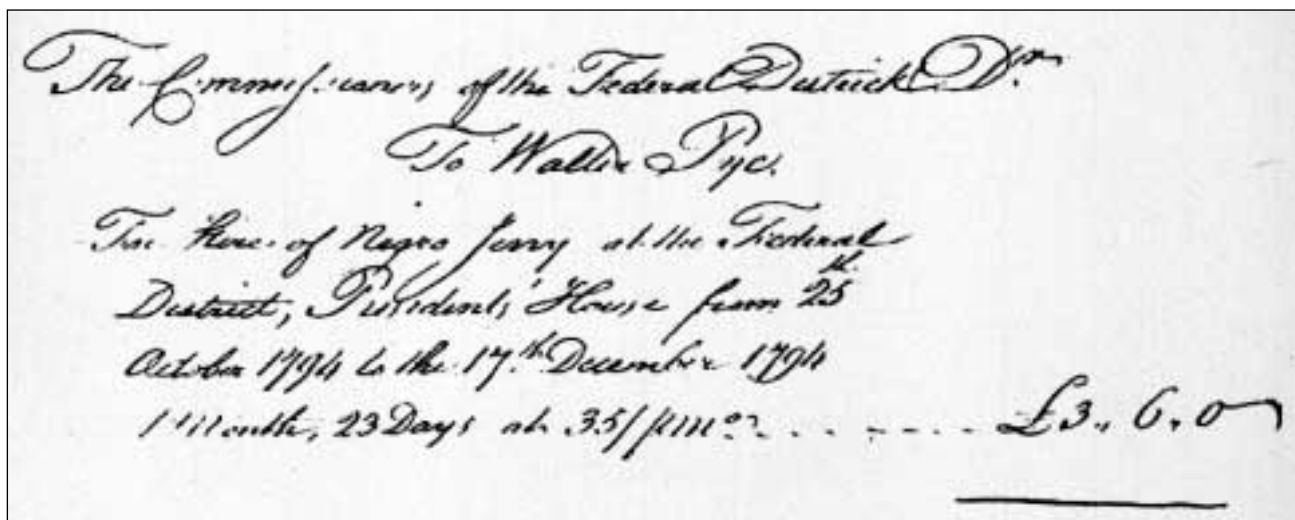 The Commissioners of the Federal District Dr.
To Walter Pye.
For hire of Negro Jerry at the Federal
District, Presidents' House from 25th
October 1794 to the 17th December 1794
1 Month, 23 Days at 35/ p mo. . . . . . . . £3. 6. 0